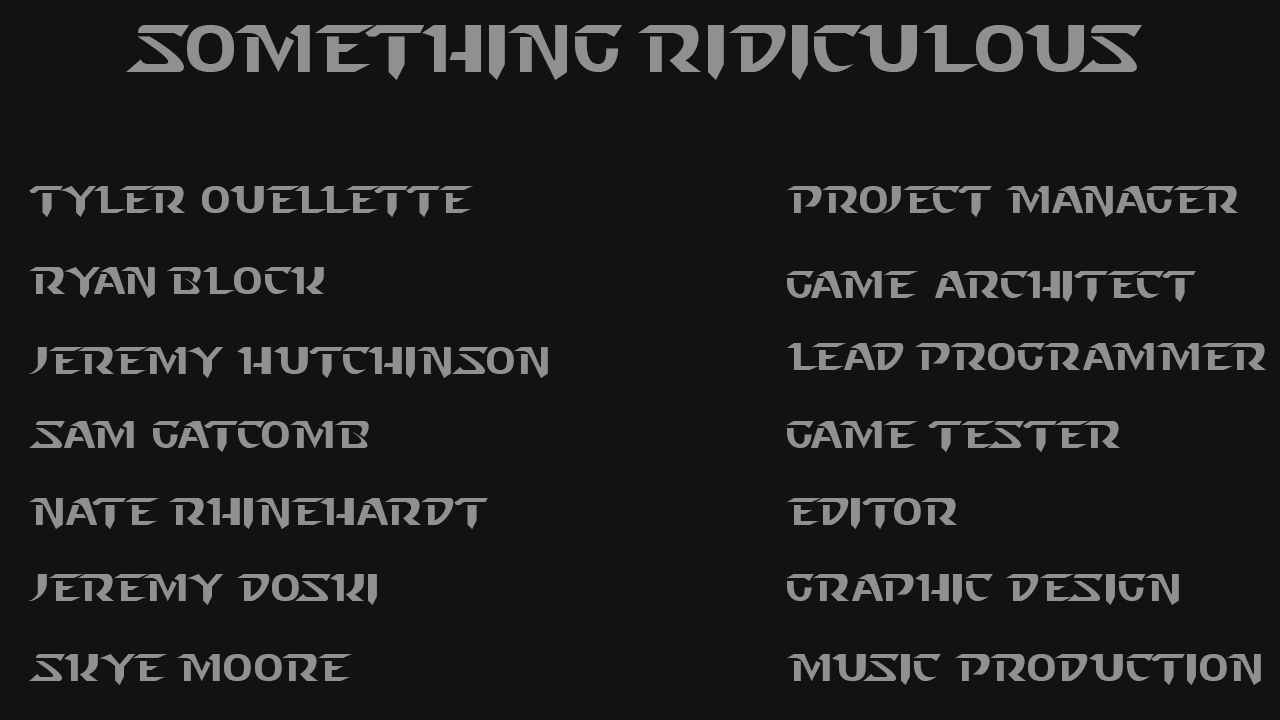 SOMETHING RIDICULOUS
TYLER OUELLETTE PROJECT MANAGER
RYAN BLOCK GAME ARCHITECT
JEREMY HUTCHINSON LEAD PROGRAMMER
SAM GATCOMB GAME TESTER
NATE RHINEHARDT EDITOR
JEREMY DOSKI GRAPHIC DESIGN
SKYE MOORE MUSIC PRODUCTION